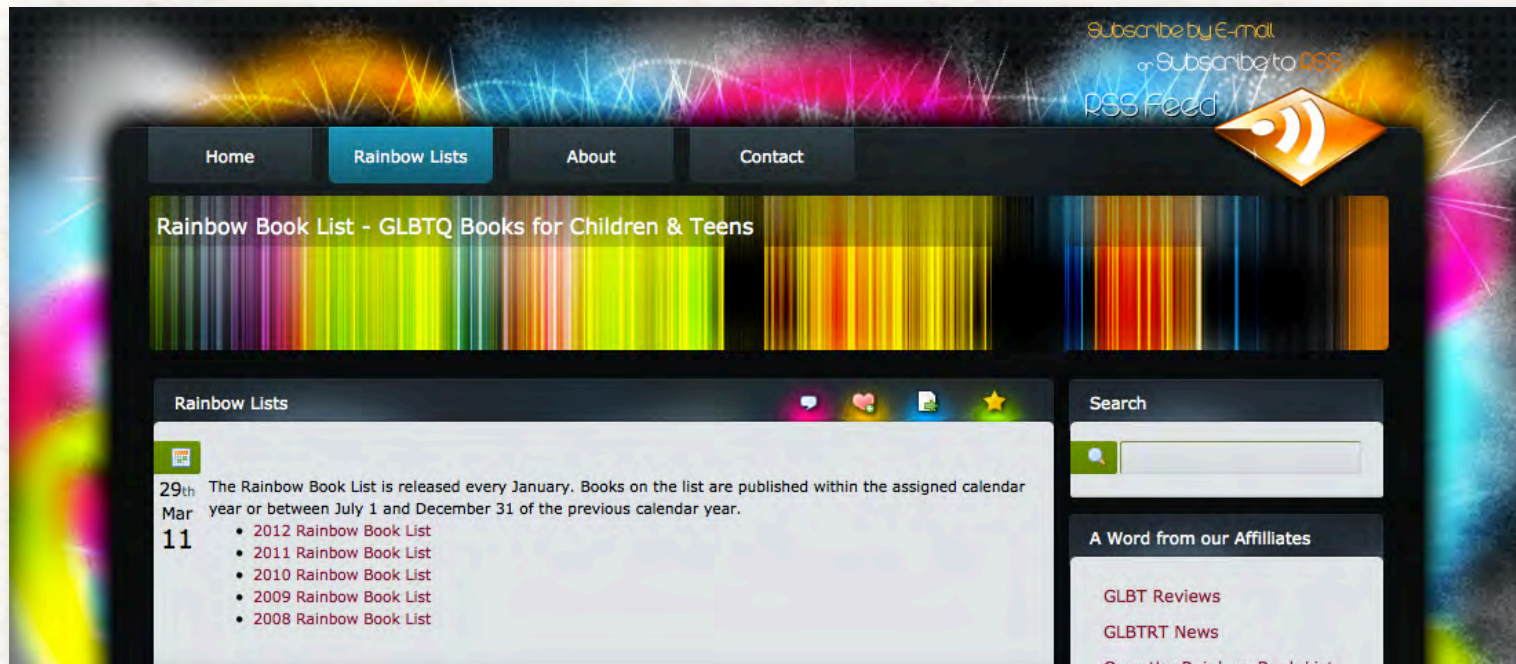 Subscribe by E-mail
or Subscribe to RSS
RSS Feed
Home
Rainbow Lists
About
Contact
Rainbow Book List - GLBTQ Books for Children & Teens
Rainbow Lists
29th
Mar
11
The Rainbow Book List is released every January. Books on the list are published within the assigned calendar
year or between July 1 and December 31 of the previous calendar year.
• 2012 Rainbow Book List
• 2011 Rainbow Book List
• 2010 Rainbow Book List
• 2009 Rainbow Book List
• 2008 Rainbow Book List
Search
A Word from our Affilliates
GLBT Reviews
GLBTRT News